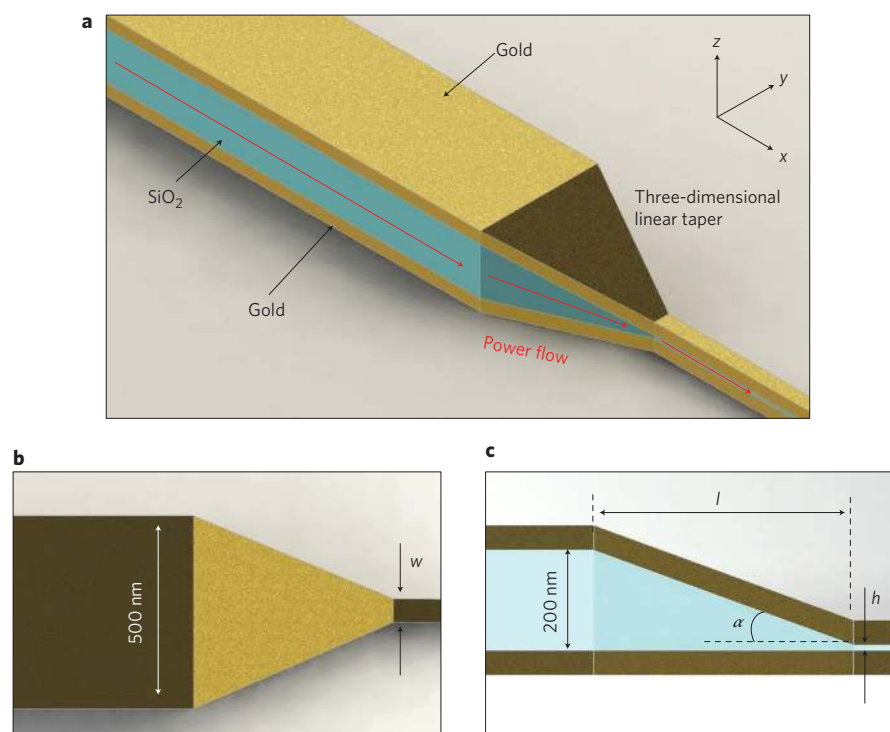 a
Gold
z
y
x
SiO₂
Three-dimensional
linear taper
Gold
Power flow
b
500 nm
w
c
l
200 nm
α
h